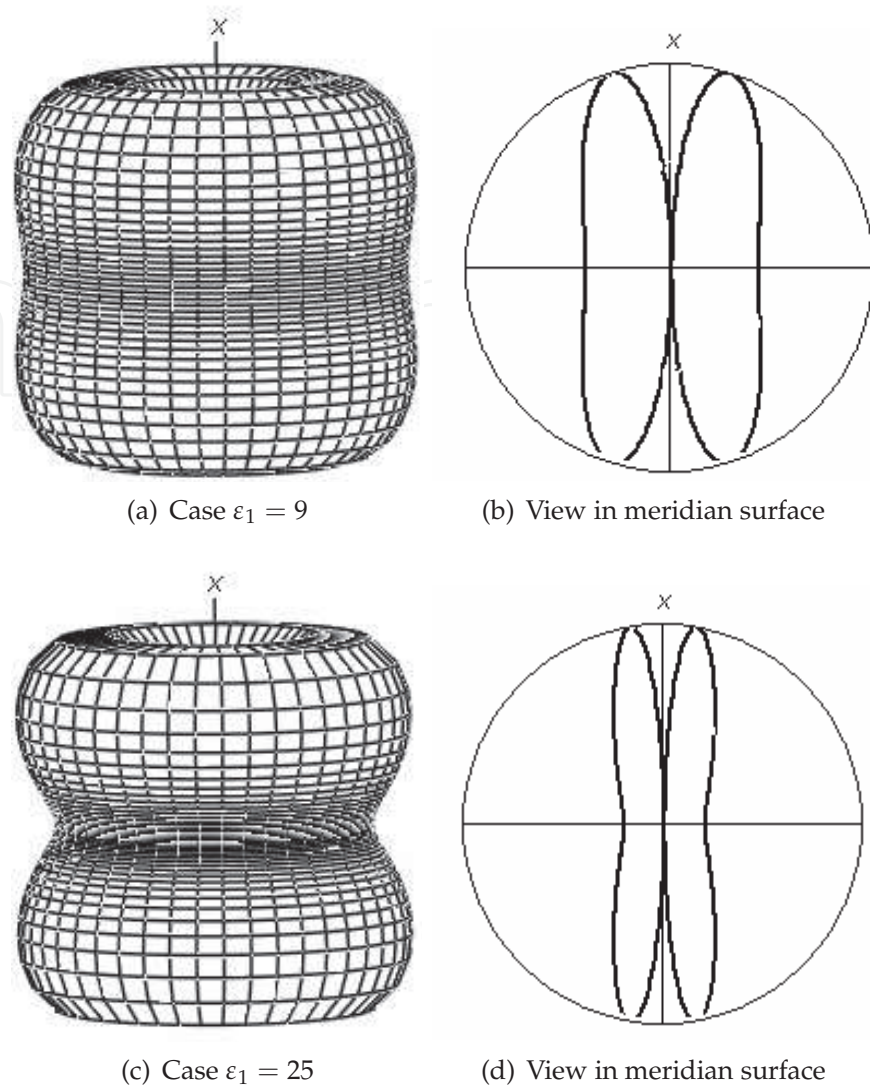 x
x
(a) Case ε₁ = 9
(b) View in meridian surface
x
x
(c) Case ε₁ = 25
(d) View in meridian surface